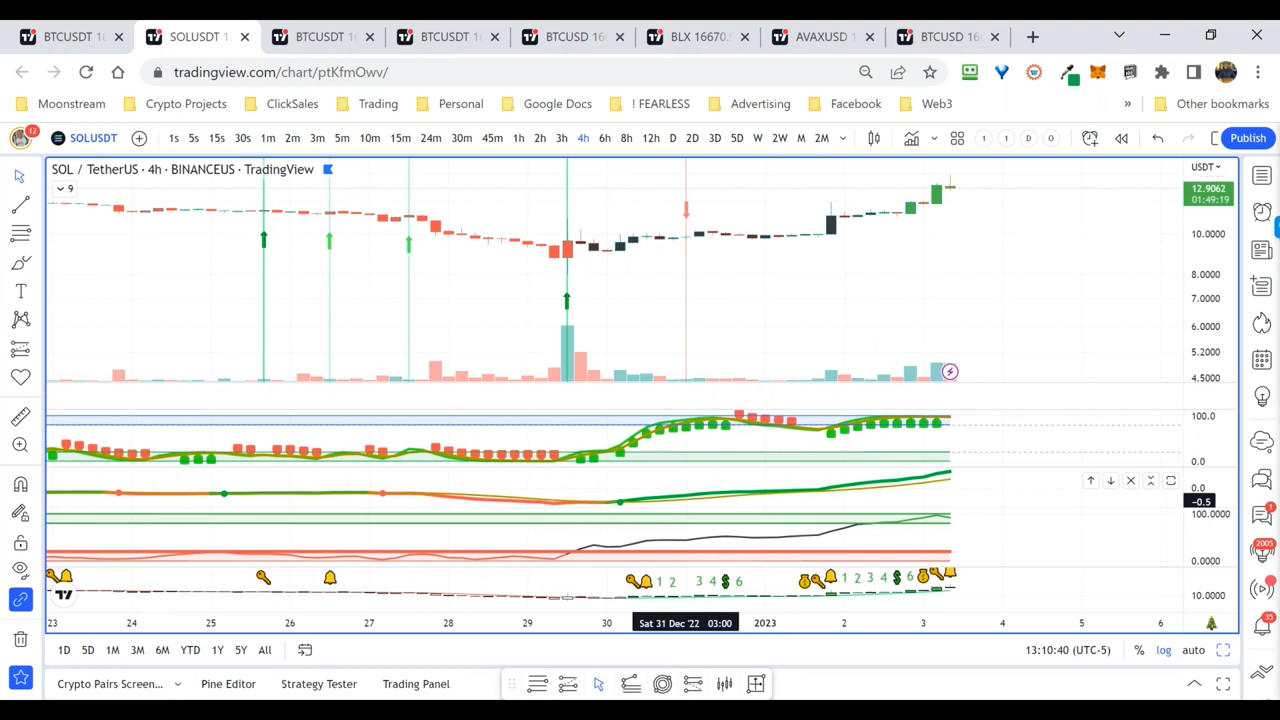 BTCUSDT 16
SOLUSDT 1
BTCUSDT 16
BTCUSDT 16
BTCUSD 166
BLX 16670.
AVAXUSD 1
BTCUSD 166
tradingview.com/chart/ptKfmOwv/
Moonstream Crypto Projects ClickSales Trading Personal Google Docs ! FEARLESS Advertising Facebook Web3 » Other bookmarks
12 SOLUSDT 1s 5s 15s 30s 1m 2m 3m 5m 10m 15m 24m 30m 45m 1h 2h 3h 4h 6h 8h 12h D 2D 3D 5D W 2W M 2M 1 1 D O Publish
SOL / TetherUS · 4h · BINANCEUS · TradingView
USDT
9
12.9062
01:49:19
10.0000
8.0000
7.0000
6.0000
5.2000
4.5000
100.0
0.0
0.0
−0.5
100.0000
0.0000
1 2 3 4 $ 6 1 2 3 4 $ 6
10.0000
23 24 25 26 27 28 29 30 Sat 31 Dec '22 03:00 2023 2 3 4 5 6
1
2005
35
1D 5D 1M 3M 6M YTD 1Y 5Y All
13:10:40 (UTC-5) % log auto
Crypto Pairs Screen... Pine Editor Strategy Tester Trading Panel